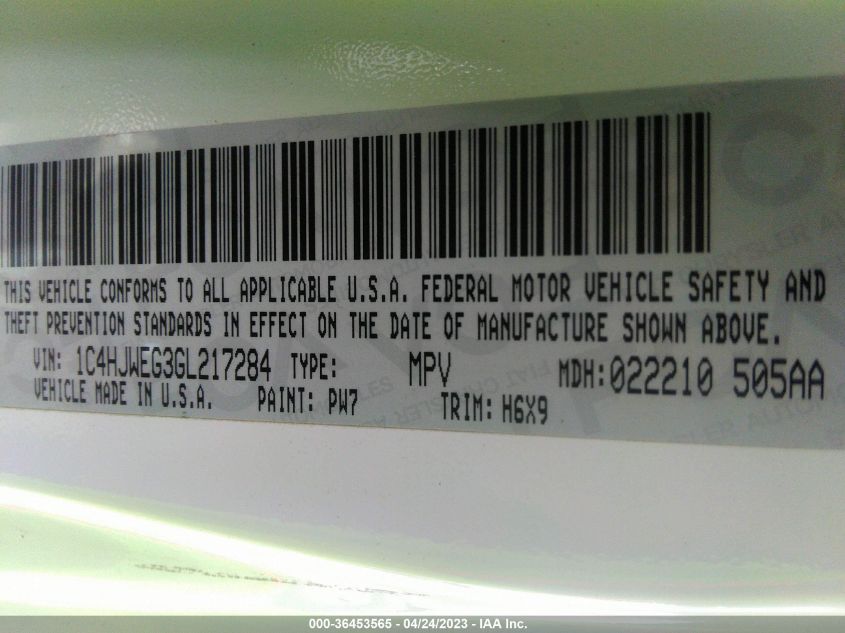 THIS VEHICLE CONFORMS TO ALL APPLICABLE U.S.A. FEDERAL MOTOR VEHICLE SAFETY AND
THEFT PREVENTION STANDARDS IN EFFECT ON THE DATE OF MANUFACTURE SHOWN ABOVE.
VIN: 1C4HJWEG3GL217284 TYPE: MPV MDH:022210 505AA
VEHICLE MADE IN U.S.A. PAINT: PW7 TRIM: H6X9
000-36453565 - 04/24/2023 - IAA Inc.